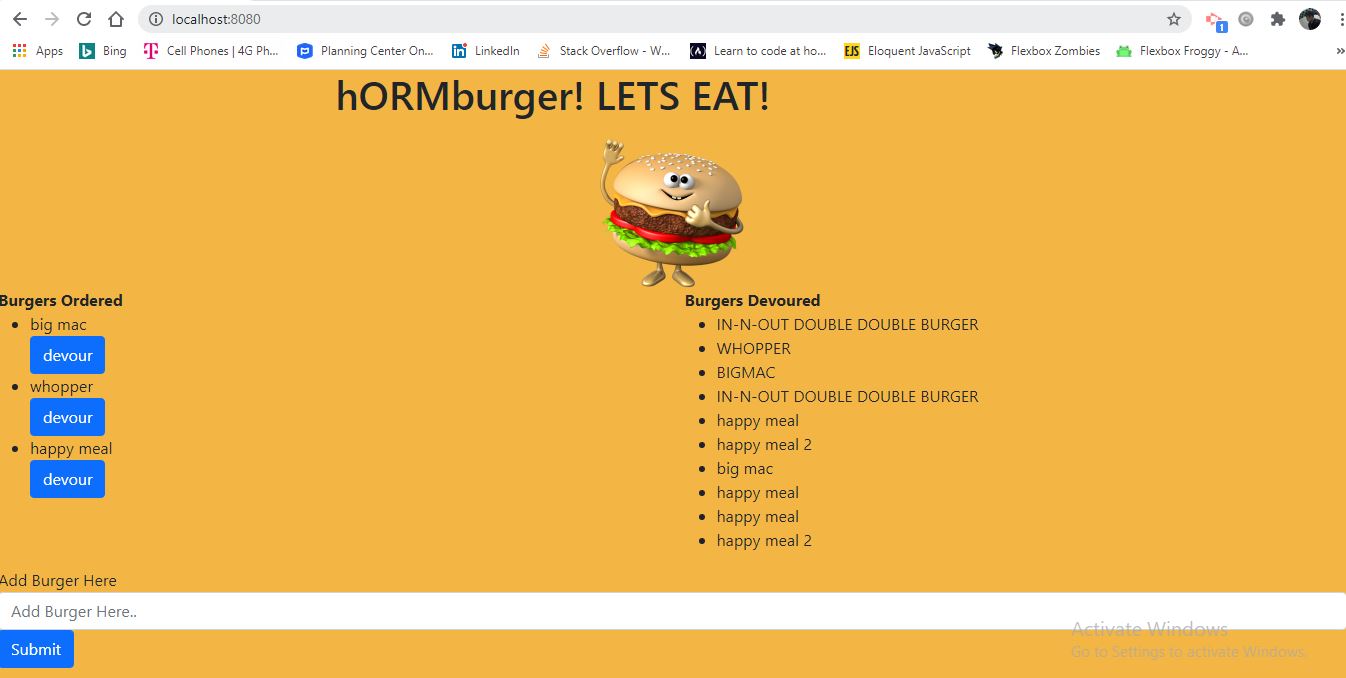 localhost:8080
1
Apps Bing Cell Phones | 4G Ph... Planning Center On... LinkedIn Stack Overflow - W... Learn to code at ho... EJS Eloquent JavaScript Flexbox Zombies Flexbox Froggy - A... »
hORMburger! LETS EAT!
Burgers Ordered
big mac
devour
whopper
devour
happy meal
devour
Burgers Devoured
IN-N-OUT DOUBLE DOUBLE BURGER
WHOPPER
BIGMAC
IN-N-OUT DOUBLE DOUBLE BURGER
happy meal
happy meal 2
big mac
happy meal
happy meal
happy meal 2
Add Burger Here
Add Burger Here..
Submit
Activate Windows
Go to Settings to activate Windows.